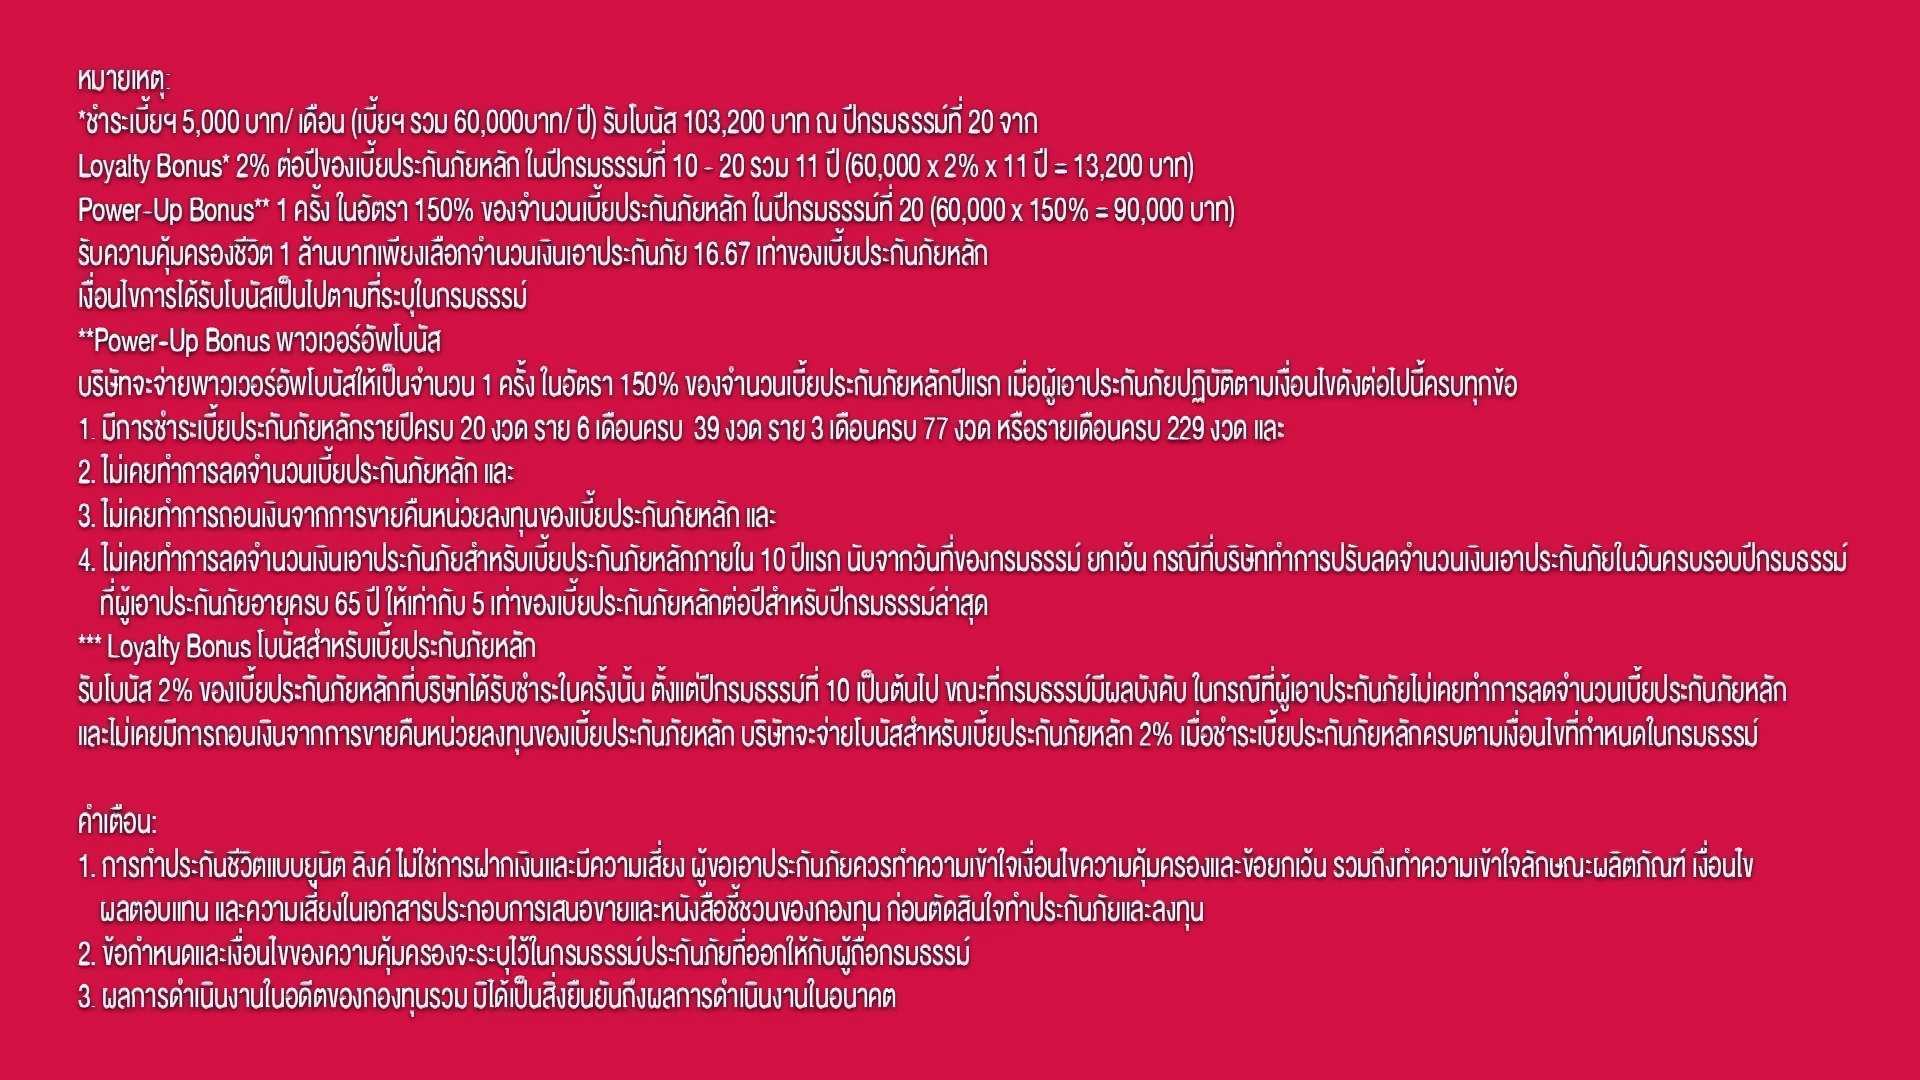 หมายเหตุ:
*ชำระเบี้ยฯ 5,000 บาท/ เดือน (เบี้ยฯ รวม 60,000บาท/ ปี) รับโบนัส 103,200 บาท ณ ปีกรมธรรม์ที่ 20 จาก
Loyalty Bonus* 2% ต่อปีของเบี้ยประกันภัยหลัก ในปีกรมธรรม์ที่ 10 - 20 รวม 11 ปี (60,000 x 2% x 11 ปี = 13,200 บาท)
Power-Up Bonus** 1 ครั้ง ในอัตรา 150% ของจำนวนเบี้ยประกันภัยหลัก ในปีกรมธรรม์ที่ 20 (60,000 x 150% = 90,000 บาท)
รับความคุ้มครองชีวิต 1 ล้านบาทเพียงเลือกจำนวนเงินเอาประกันภัย 16.67 เท่าของเบี้ยประกันภัยหลัก
เงื่อนไขการได้รับโบนัสเป็นไปตามที่ระบุในกรมธรรม์
**Power-Up Bonus พาวเวอร์อัพโบนัส
บริษัทจะจ่ายพาวเวอร์อัพโบนัสให้เป็นจำนวน 1 ครั้ง ในอัตรา 150% ของจำนวนเบี้ยประกันภัยหลักปีแรก เมื่อผู้เอาประกันภัยปฏิบัติตามเงื่อนไขดังต่อไปนี้ครบทุกข้อ
1. มีการชำระเบี้ยประกันภัยหลักรายปีครบ 20 งวด ราย 6 เดือนครบ 39 งวด ราย 3 เดือนครบ 77 งวด หรือรายเดือนครบ 229 งวด และ
2. ไม่เคยทำการลดจำนวนเบี้ยประกันภัยหลัก และ
3. ไม่เคยทำการถอนเงินจากการขายคืนหน่วยลงทุนของเบี้ยประกันภัยหลัก และ
4. ไม่เคยทำการลดจำนวนเงินเอาประกันภัยสำหรับเบี้ยประกันภัยหลักภายใน 10 ปีแรก นับจากวันที่ของกรมธรรม์ ยกเว้น กรณีที่บริษัททำการปรับลดจำนวนเงินเอาประกันภัยในวันครบรอบปีกรมธรรม์
ที่ผู้เอาประกันภัยอายุครบ 65 ปี ให้เท่ากับ 5 เท่าของเบี้ยประกันภัยหลักต่อปีสำหรับปีกรมธรรม์ล่าสุด
*** Loyalty Bonus โบนัสสำหรับเบี้ยประกันภัยหลัก
รับโบนัส 2% ของเบี้ยประกันภัยหลักที่บริษัทได้รับชำระในครั้งนั้น ตั้งแต่ปีกรมธรรม์ที่ 10 เป็นต้นไป ขณะที่กรมธรรม์มีผลบังคับ ในกรณีที่ผู้เอาประกันภัยไม่เคยทำการลดจำนวนเบี้ยประกันภัยหลัก
และไม่เคยมีการถอนเงินจากการขายคืนหน่วยลงทุนของเบี้ยประกันภัยหลัก บริษัทจะจ่ายโบนัสสำหรับเบี้ยประกันภัยหลัก 2% เมื่อชำระเบี้ยประกันภัยหลักครบตามเงื่อนไขที่กำหนดในกรมธรรม์
คำเตือน:
1. การทำประกันชีวิตแบบยูนิต ลิงค์ ไม่ใช่การฝากเงินและมีความเสี่ยง ผู้ขอเอาประกันภัยควรทำความเข้าใจเงื่อนไขความคุ้มครองและข้อยกเว้น รวมถึงทำความเข้าใจลักษณะผลิตภัณฑ์ เงื่อนไข
ผลตอบแทน และความเสี่ยงในเอกสารประกอบการเสนอขายและหนังสือชี้ชวนของกองทุน ก่อนตัดสินใจทำประกันภัยและลงทุน
2. ข้อกำหนดและเงื่อนไขของความคุ้มครองจะระบุไว้ในกรมธรรม์ประกันภัยที่ออกให้กับผู้ถือกรมธรรม์
3. ผลการดำเนินงานในอดีตของกองทุนรวม มิได้เป็นสิ่งยืนยันถึงผลการดำเนินงานในอนาคต